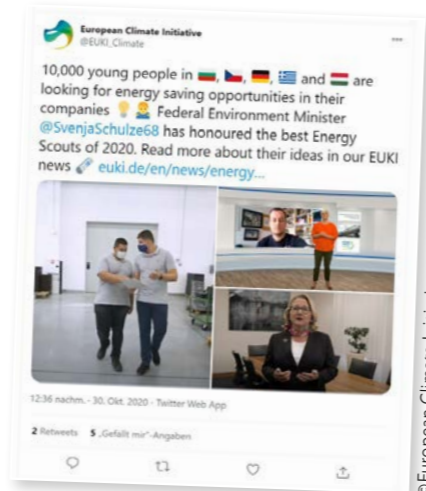 European Climate Initiative
@EUKI_Climate
10,000 young people in 🇧🇬, 🇨🇿, 🇩🇪, 🇬🇷 and 🇭🇺 are
looking for energy saving opportunities in their
companies 💡 Federal Environment Minister
@SvenjaSchulze68 has honoured the best Energy
Scouts of 2020. Read more about their ideas in our EUKI
news 🗞 euki.de/en/news/energy...
12:36 nachm. · 30. Okt. 2020 · Twitter Web App
2 Retweets 5 „Gefällt mir“-Angaben
@European Climate